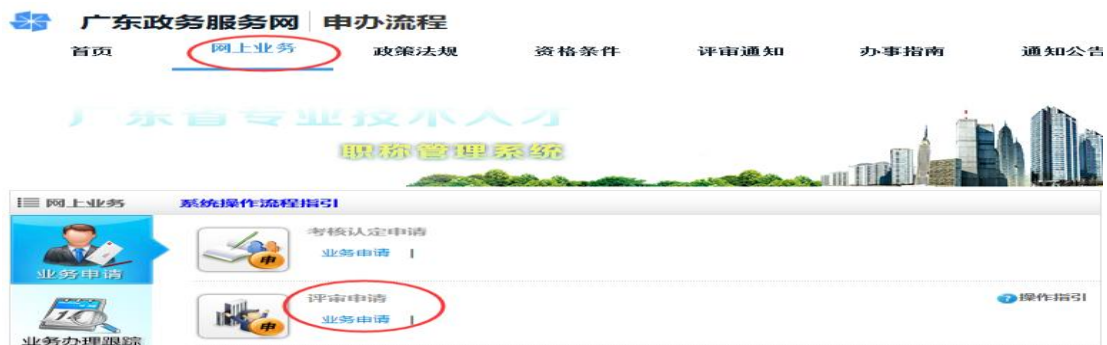 广东政务服务网 申办流程
首页 网上业务 政策法规 资格条件 评审通知 办事指南 通知公告
广东省专业技术人才
职称管理系统
网上业务 系统操作流程指引
考核认定申请
业务申请 |
业务申请
评审申请 操作指引
业务申请 |
业务办理跟踪
申
申